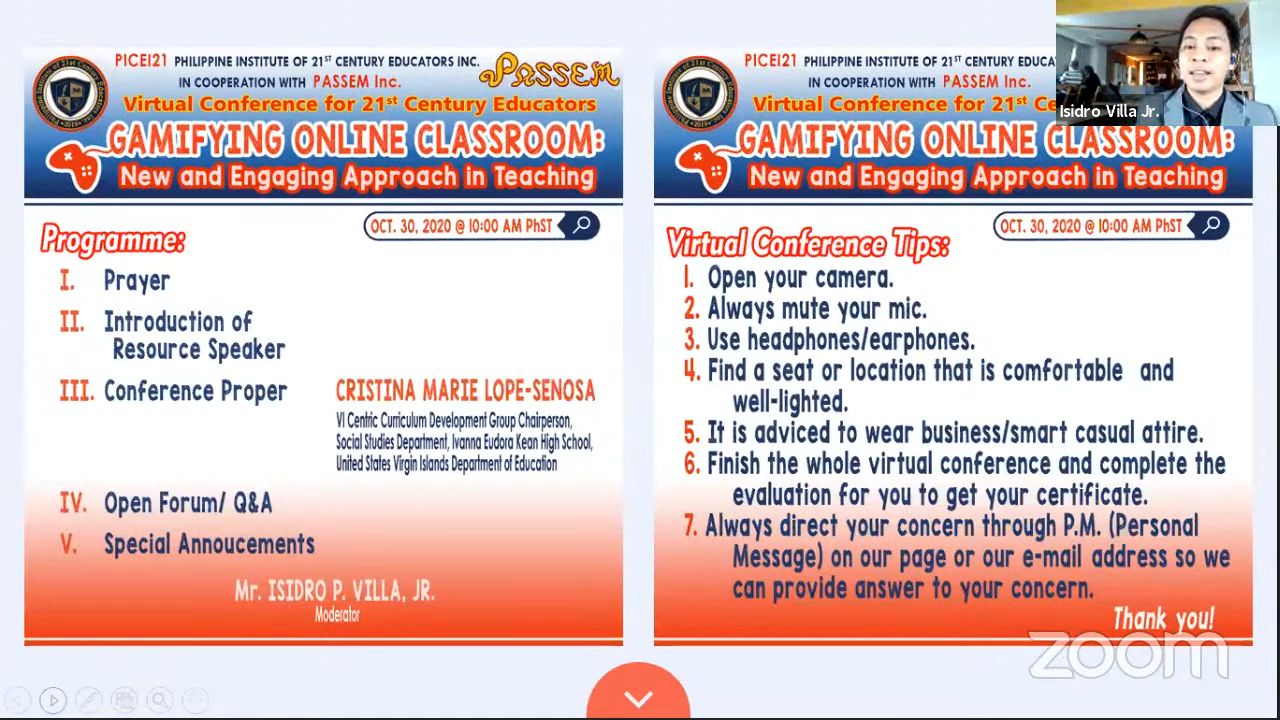 PICEI21 PHILIPPINE INSTITUTE OF 21ST CENTURY EDUCATORS INC.
IN COOPERATION WITH PASSEM Inc.
PASSEM
Virtual Conference for 21st Century Educators
GAMIFYING ONLINE CLASSROOM:
New and Engaging Approach in Teaching
OCT. 30, 2020 @ 10:00 AM PhST
Programme:
I. Prayer
II. Introduction of
Resource Speaker
III. Conference Proper
CRISTINA MARIE LOPE-SENOSA
VI Centric Curriculum Development Group Chairperson,
Social Studies Department, Ivanna Eudora Kean High School,
United States Virgin Islands Department of Education
IV. Open Forum/ Q&A
V. Special Annoucements
Mr. ISIDRO P. VILLA, JR.
Moderator
PICEI21 PHILIPPINE INSTITUTE OF 21ST CENTURY
IN COOPERATION WITH PASSEM Inc.
Virtual Conference for 21st
GAMIFYING ONLINE CLASSROOM:
New and Engaging Approach in Teaching
Isidro Villa Jr.
OCT. 30, 2020 @ 10:00 AM PhST
Virtual Conference Tips:
1. Open your camera.
2. Always mute your mic.
3. Use headphones/earphones.
4. Find a seat or location that is comfortable and
well-lighted.
5. It is adviced to wear business/smart casual attire.
6. Finish the whole virtual conference and complete the
evaluation for you to get your certificate.
7. Always direct your concern through P.M. (Personal
Message) on our page or our e-mail address so we
can provide answer to your concern.
Thank you!
zoom